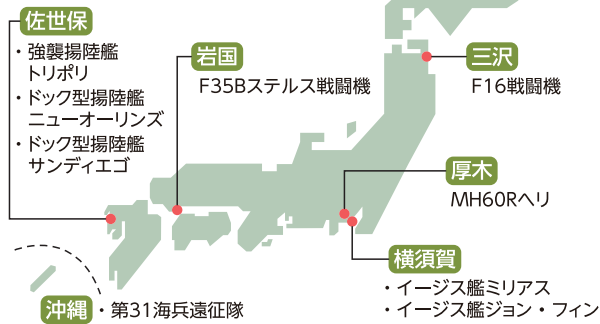 佐世保
・強襲揚陸艦
トリポリ
・ドック型揚陸艦
ニューオーリンズ
・ドック型揚陸艦
サンディエゴ
岩国
F35Bステルス戦闘機
三沢
F16戦闘機
厚木
MH60Rヘリ
横須賀
・イージス艦ミリアス
・イージス艦ジョン・フィン
沖縄・第31海兵遠征隊